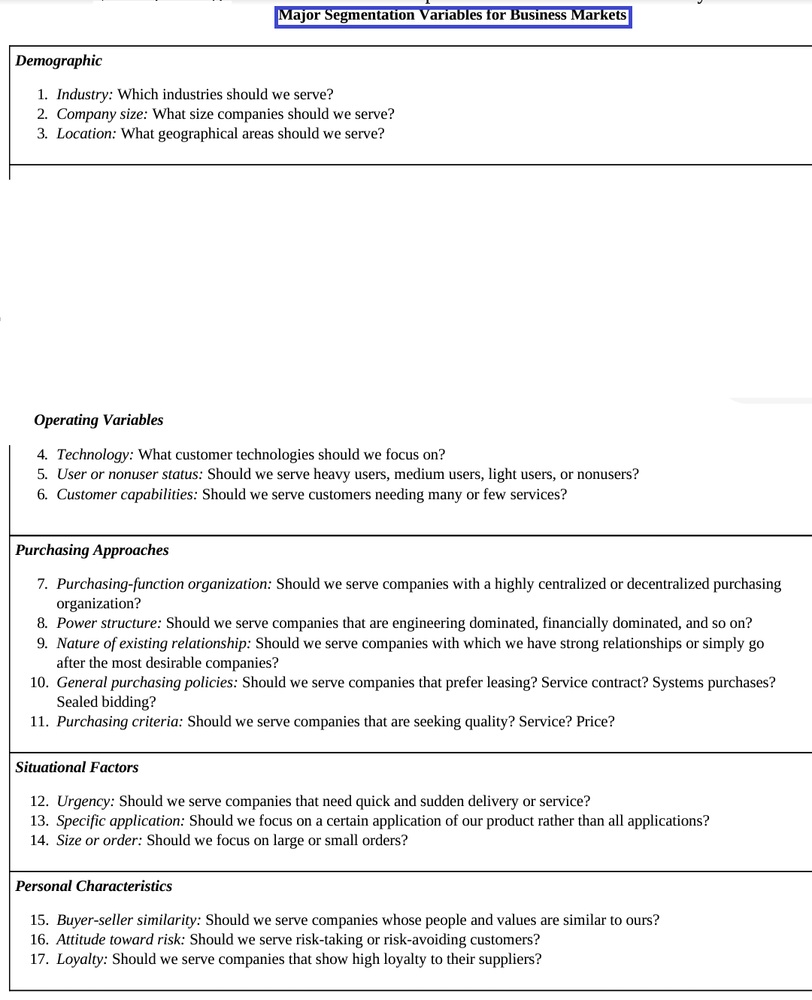 Major Segmentation Variables for Business Markets
Demographic
1. Industry: Which industries should we serve?
2. Company size: What size companies should we serve?
3. Location: What geographical areas should we serve?
Operating Variables
4. Technology: What customer technologies should we focus on?
5. User or nonuser status: Should we serve heavy users, medium users, light users, or nonusers?
6. Customer capabilities: Should we serve customers needing many or few services?
Purchasing Approaches
7. Purchasing-function organization: Should we serve companies with a highly centralized or decentralized purchasing
organization?
8. Power structure: Should we serve companies that are engineering dominated, financially dominated, and so on?
9. Nature of existing relationship: Should we serve companies with which we have strong relationships or simply go
after the most desirable companies?
10. General purchasing policies: Should we serve companies that prefer leasing? Service contract? Systems purchases?
Sealed bidding?
11. Purchasing criteria: Should we serve companies that are seeking quality? Service? Price?
Situational Factors
12. Urgency: Should we serve companies that need quick and sudden delivery or service?
13. Specific application: Should we focus on a certain application of our product rather than all applications?
14. Size or order: Should we focus on large or small orders?
Personal Characteristics
15. Buyer-seller similarity: Should we serve companies whose people and values are similar to ours?
16. Attitude toward risk: Should we serve risk-taking or risk-avoiding customers?
17. Loyalty: Should we serve companies that show high loyalty to their suppliers?